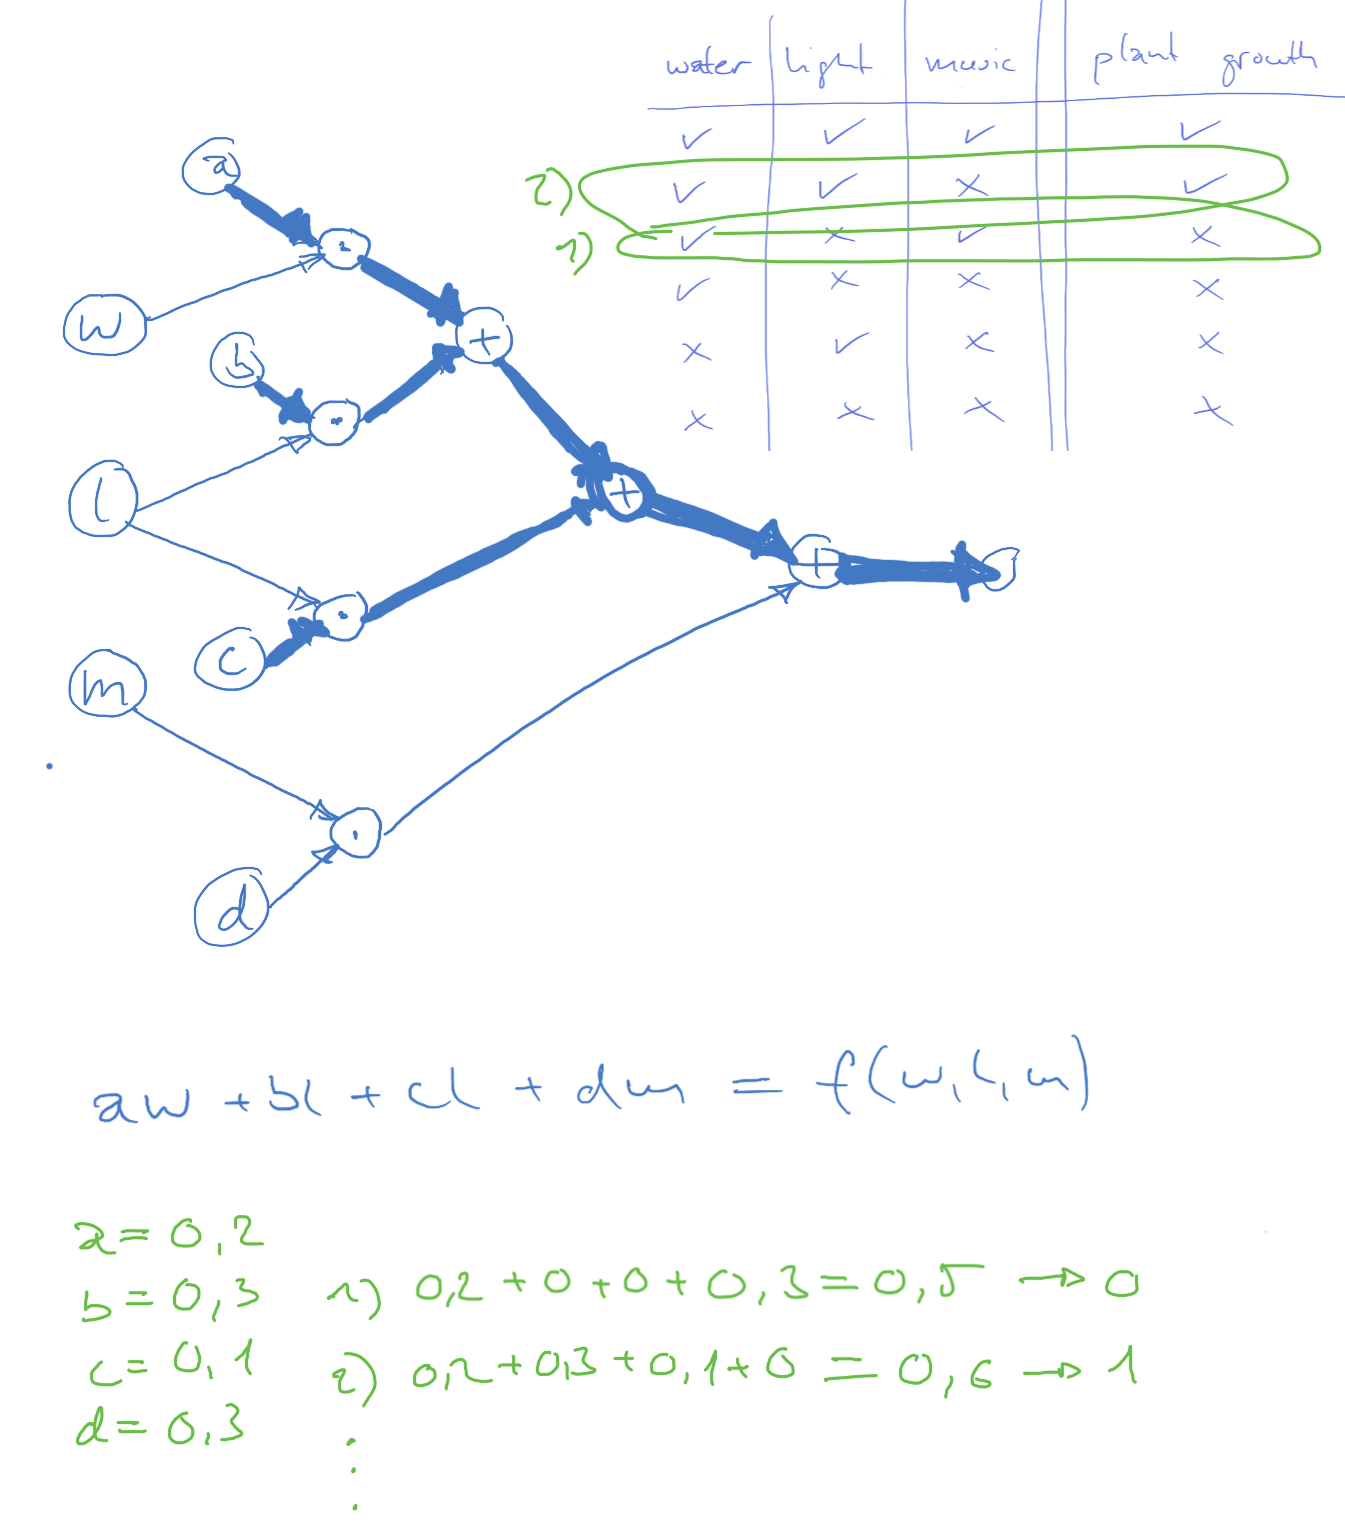 water light music plant growth
✓ ✓ ✓ ✓
2) ✓ ✓ × ✓
1) ✓ × ✓ ×
✓ × × ×
× ✓ × ×
× × × ×
a
w
b
l
c
m
d
·
·
·
·
+
+
+
aw + bl + cl + dm = f(w, l, m)
a = 0,2
b = 0,3
c = 0,1
d = 0,3
1) 0,2 + 0 + 0 + 0,3 = 0,5 → 0
2) 0,2 + 0,3 + 0,1 + 0 = 0,6 → 1
⋮